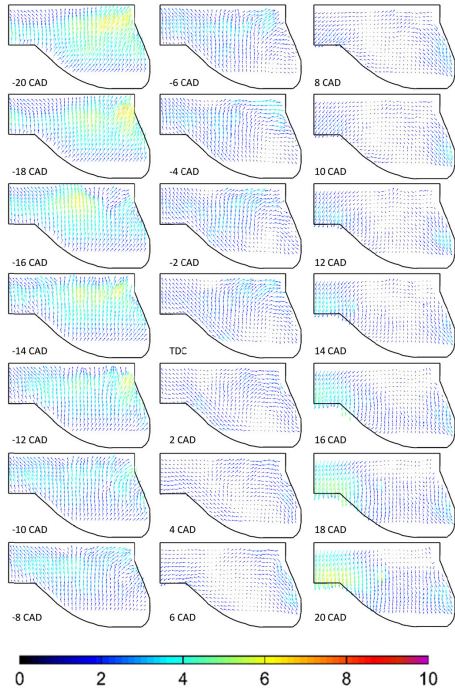 -20 CAD
-6 CAD
8 CAD
-18 CAD
-4 CAD
10 CAD
-16 CAD
-2 CAD
12 CAD
-14 CAD
TDC
14 CAD
-12 CAD
2 CAD
16 CAD
-10 CAD
4 CAD
18 CAD
-8 CAD
6 CAD
20 CAD
0 2 4 6 8 10